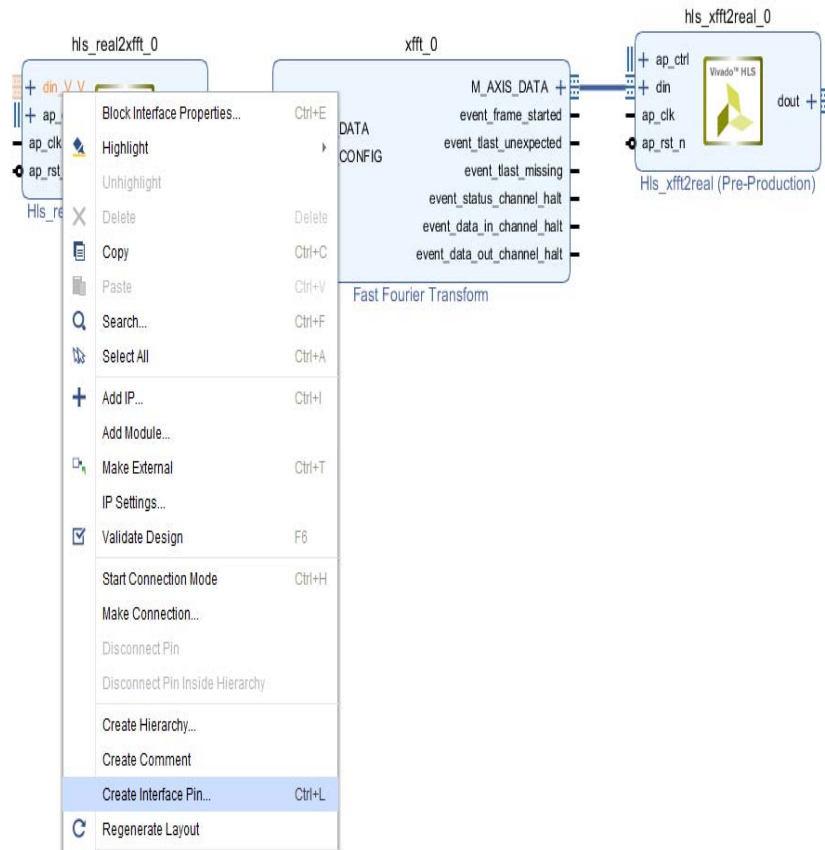 hls_real2xfft_0
+ din_V_V
+ ap_
ap_clk
ap_rst_
Hls_re
Block Interface Properties... Ctrl+E
Highlight
Unhighlight
Delete Delete
Copy Ctrl+C
Paste Ctrl+V
Search... Ctrl+F
Select All Ctrl+A
Add IP... Ctrl+I
Add Module...
Make External Ctrl+T
IP Settings...
Validate Design F6
Start Connection Mode Ctrl+H
Make Connection...
Disconnect Pin
Disconnect Pin Inside Hierarchy
Create Hierarchy...
Create Comment
Create Interface Pin... Ctrl+L
Regenerate Layout
xfft_0
DATA
CONFIG
M_AXIS_DATA +
event_frame_started
event_tlast_unexpected
event_tlast_missing
event_status_channel_halt
event_data_in_channel_halt
event_data_out_channel_halt
Fast Fourier Transform
hls_xfft2real_0
+ ap_ctrl
+ din
ap_clk
ap_rst_n
Vivado™ HLS
dout +
Hls_xfft2real (Pre-Production)